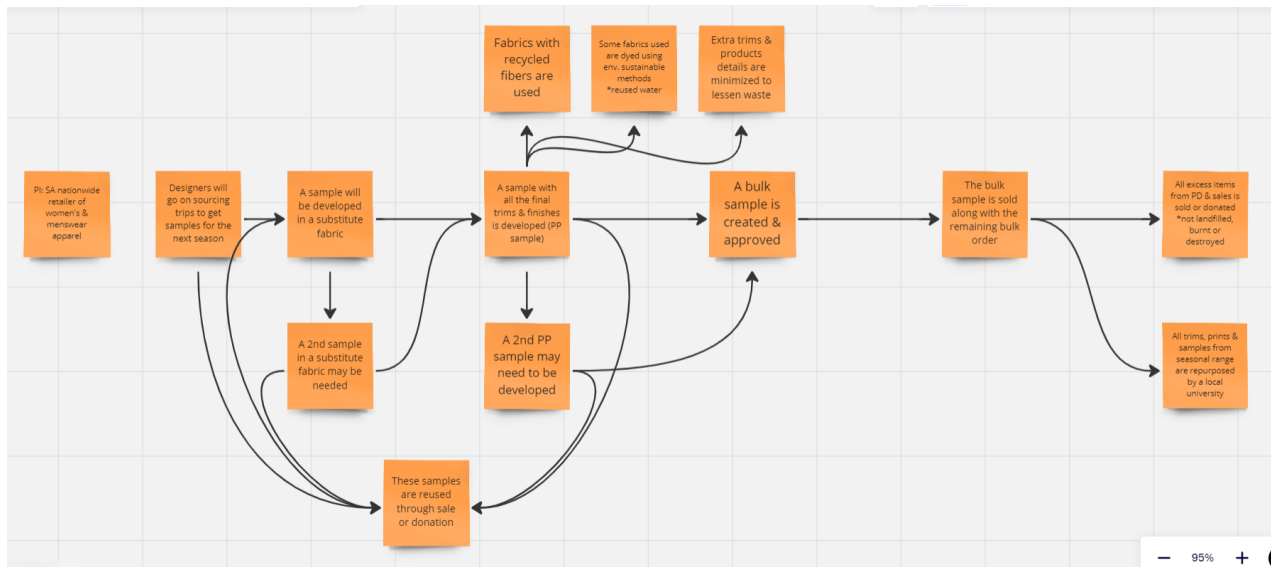 Fabrics with
recycled
fibers are
used
Some fabrics used
are dyed using
env. sustainable
methods
*reused water
Extra trims &
products
details are
minimized to
lessen waste
PI: SA nationwide
retailer of
women's &
menswear
apparel
Designers will
go on sourcing
trips to get
samples for the
next season
A sample will
be developed
in a substitute
fabric
A sample with
all the final
trims & finishes
is developed (PP
sample)
A bulk
sample is
created &
approved
The bulk
sample is sold
along with the
remaining bulk
order
All excess items
from PD & sales is
sold or donated
*not landfilled,
burnt or
destroyed
A 2nd sample
in a substitute
fabric may be
needed
A 2nd PP
sample may
need to be
developed
All trims, prints &
samples from
seasonal range
are repurposed
by a local
university
These samples
are reused
through sale
or donation
95%